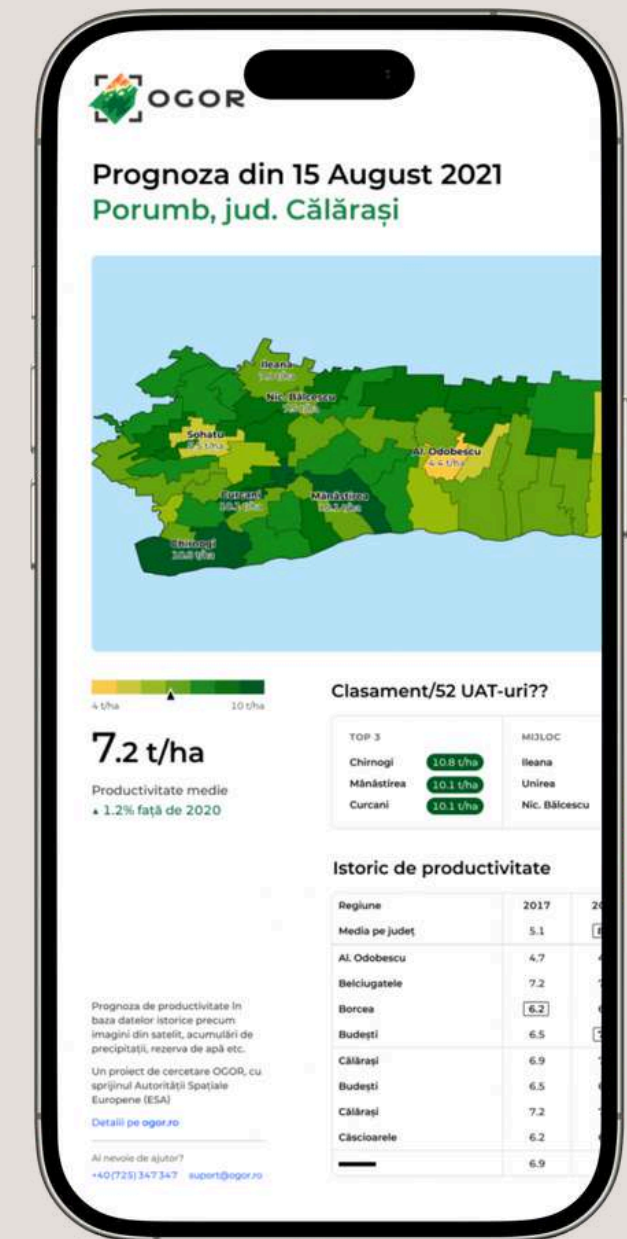 OGOR
Prognoza din 15 August 2021
Porumb, jud. Călărași
Ileana
Nic. Bălcescu
Sohatu
Al. Odobescu
4.4 t/ha
Curcani
Mănăstirea
Chirnogi
10.8 t/ha
4 t/ha 10 t/ha
7.2 t/ha
Productivitate medie
▲ 1.2% față de 2020
Clasament/52 UAT-uri??
TOP 3 MIJLOC
Chirnogi 10.8 t/ha Ileana
Mănăstirea 10.1 t/ha Unirea
Curcani 10.1 t/ha Nic. Bălcescu
Istoric de productivitate
Regiune 2017
Media pe județ 5.1
Al. Odobescu 4.7
Belciugatele 7.2
Borcea 6.2
Budești 6.5
Călărași 6.9
Budești 6.5
Călărași 7.2
Căscioarele 6.2
6.9
Prognoza de productivitate în
baza datelor istorice precum
imagini din satelit, acumulări de
precipitații, rezerva de apă etc.
Un proiect de cercetare OGOR, cu
sprijinul Autorității Spațiale
Europene (ESA)
Detalii pe ogor.ro
Ai nevoie de ajutor?
+40(725) 347 347 suport@ogor.ro